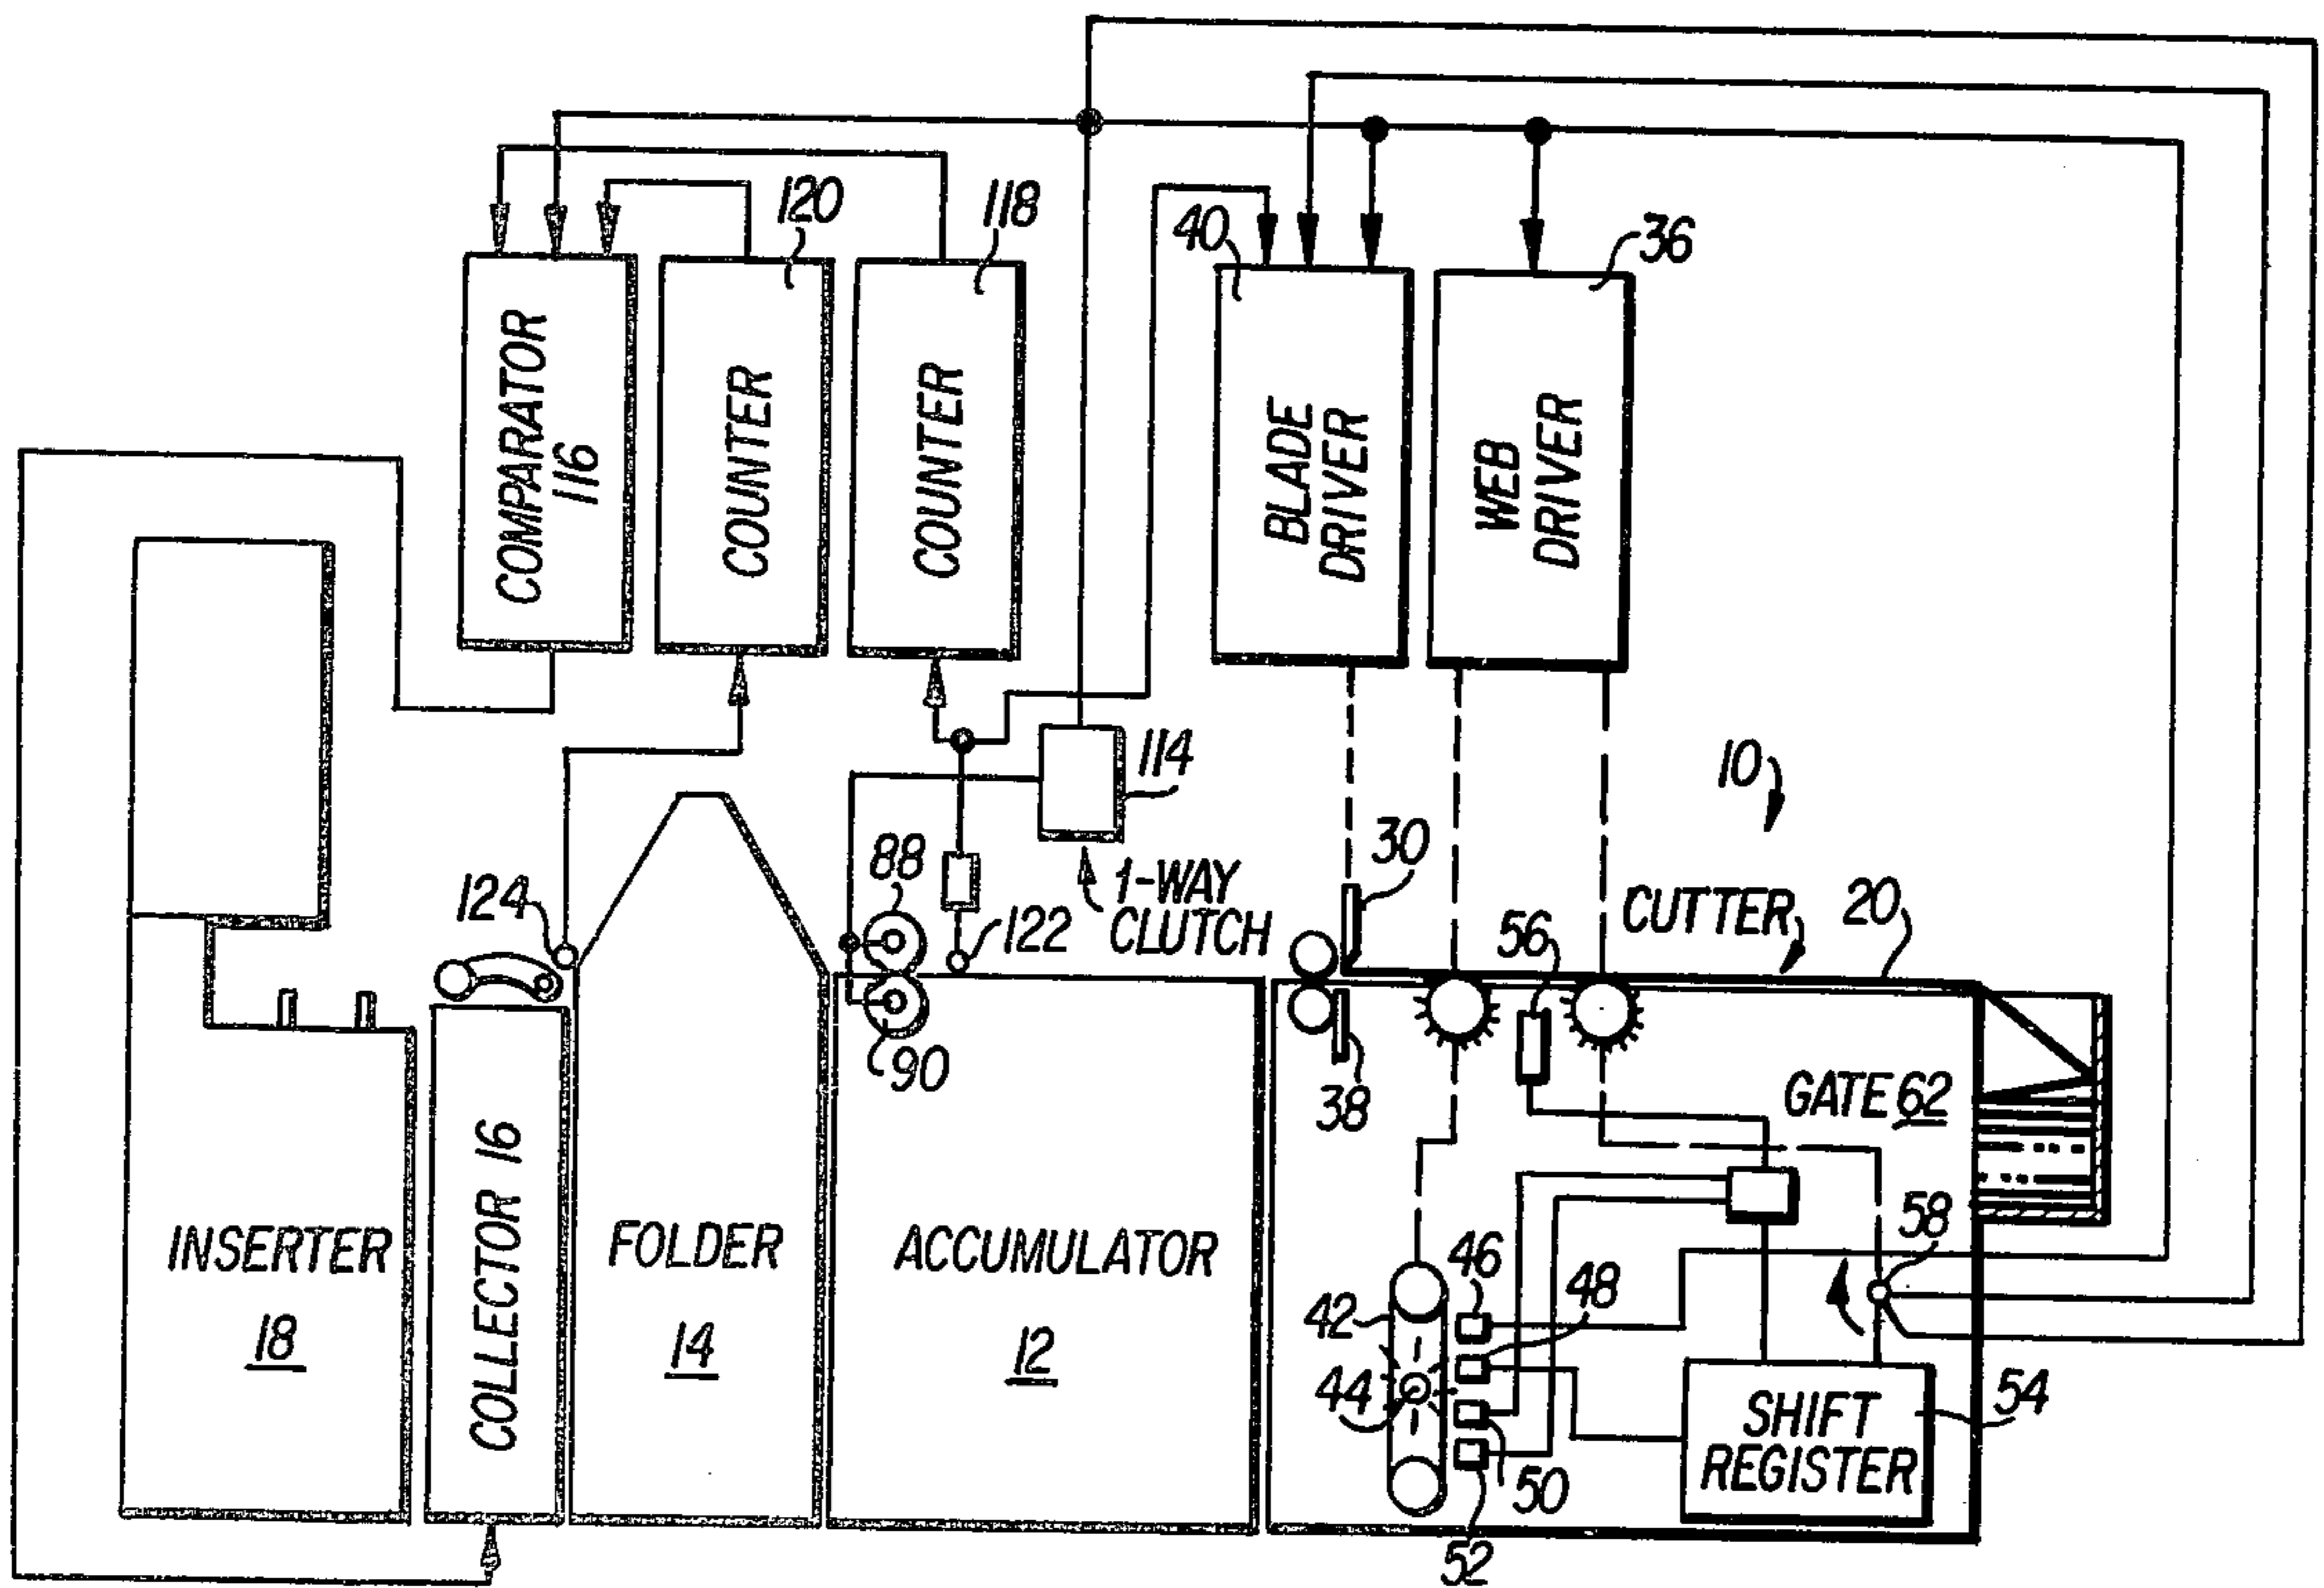 120
118
40
36
COMPARATOR
116
COUNTER
COUNTER
BLADE
DRIVER
WEB
DRIVER
114
10
88
30
1-WAY
CLUTCH
124
122
56
CUTTER
20
90
38
GATE 62
58
46
48
42
44
INSERTER
18
COLLECTOR 16
FOLDER
14
ACCUMULATOR
12
SHIFT
REGISTER
54
50
52